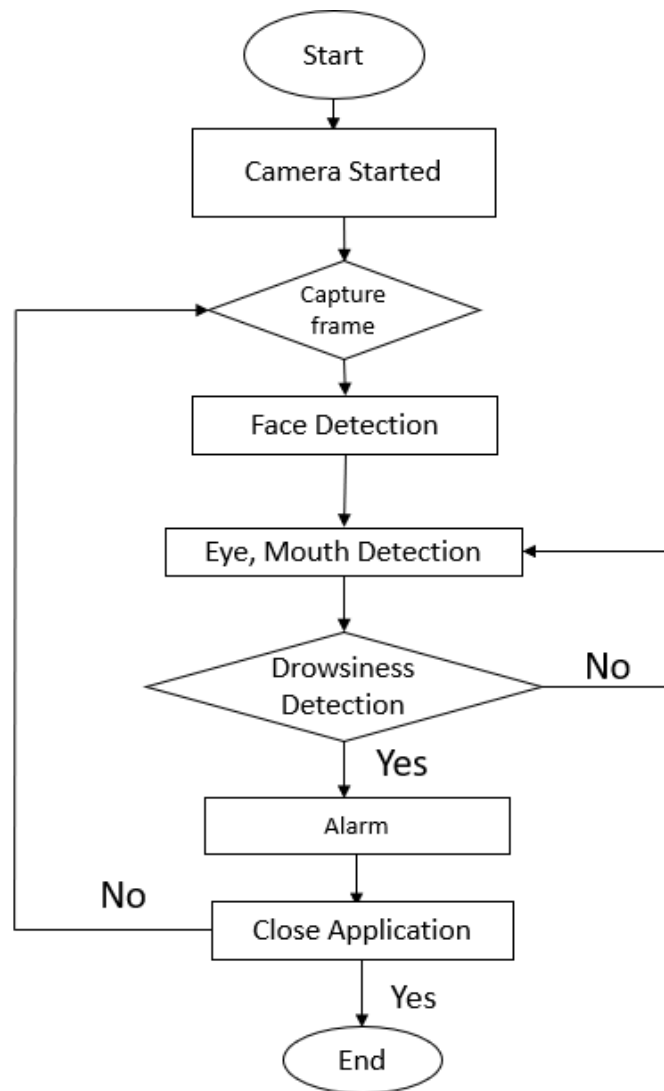 Start
Camera Started
Capture
frame
Face Detection
Eye, Mouth Detection
Drowsiness
Detection
No
Yes
Alarm
No
Close Application
Yes
End